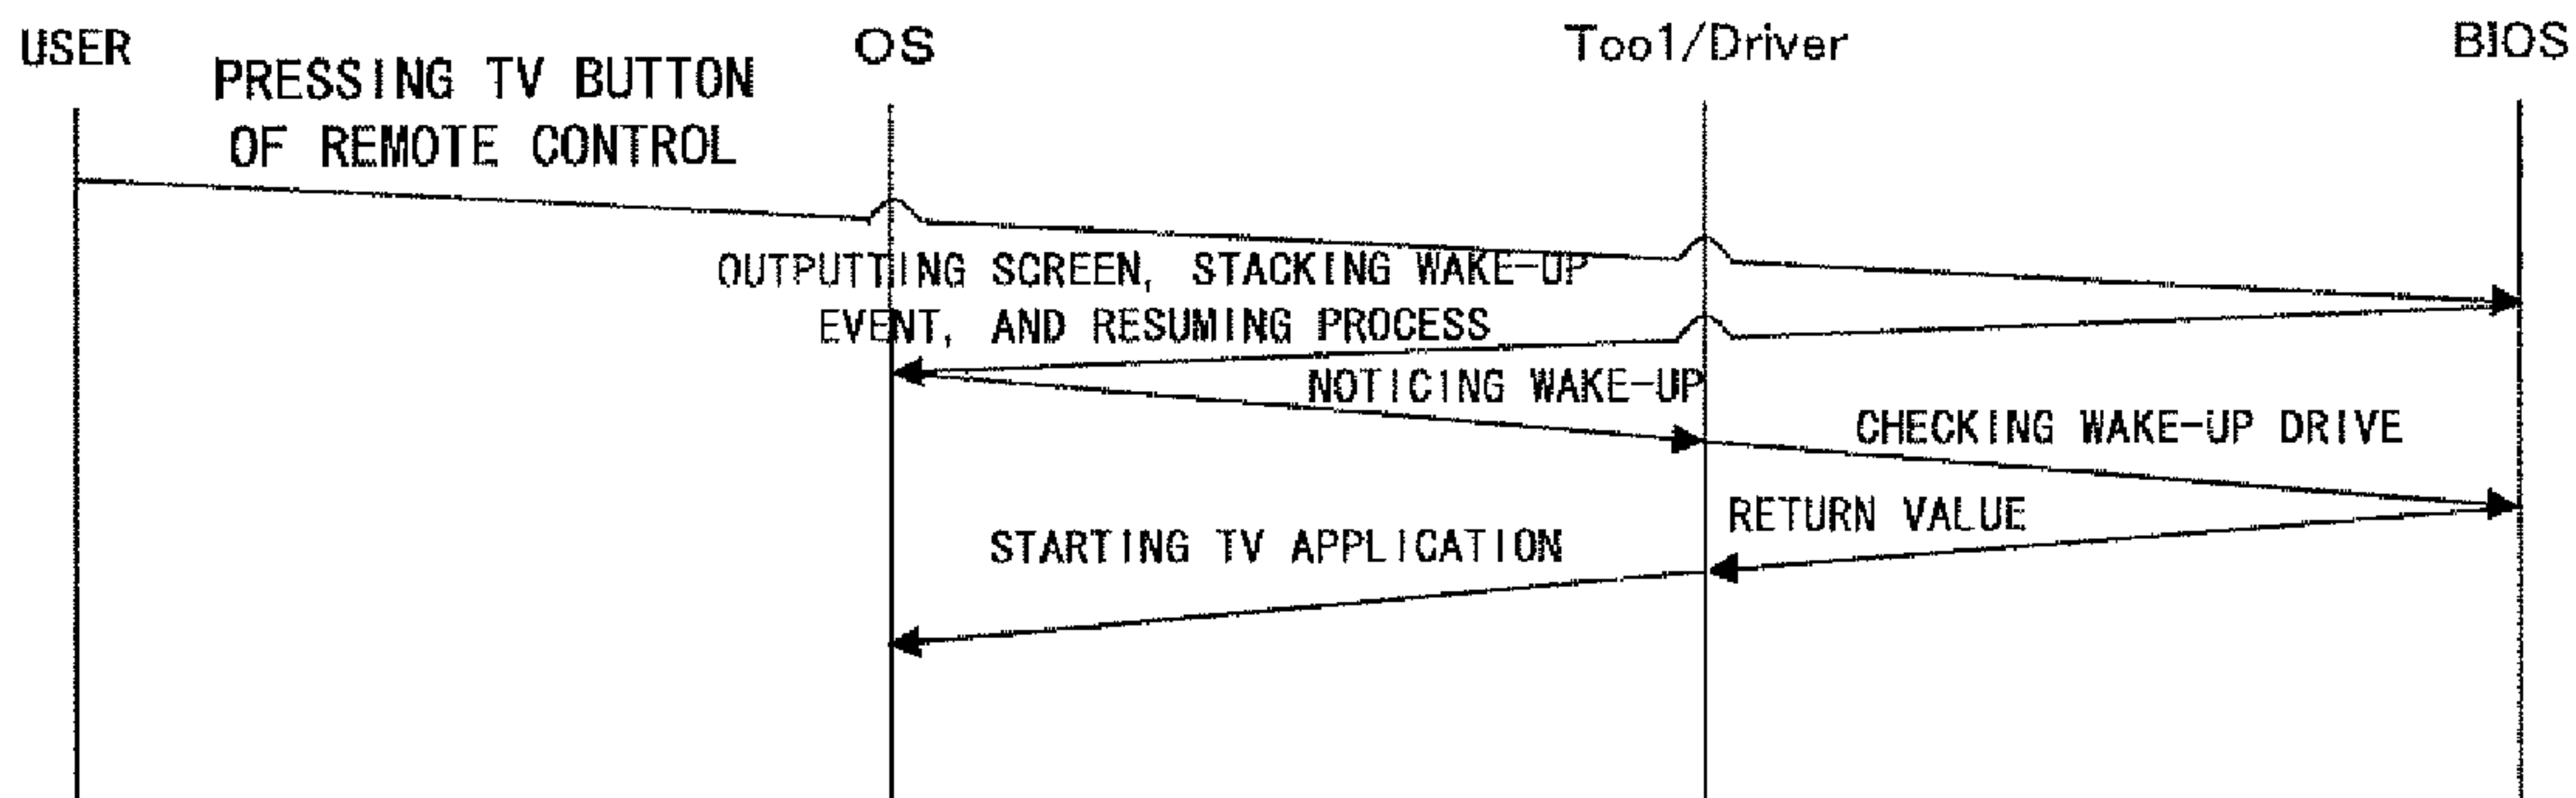 USER
OS
Tool/Driver
BIOS
PRESSING TV BUTTON
OF REMOTE CONTROL
OUTPUTTING SCREEN, STACKING WAKE-UP
EVENT, AND RESUMING PROCESS
NOTICING WAKE-UP
CHECKING WAKE-UP DRIVE
RETURN VALUE
STARTING TV APPLICATION